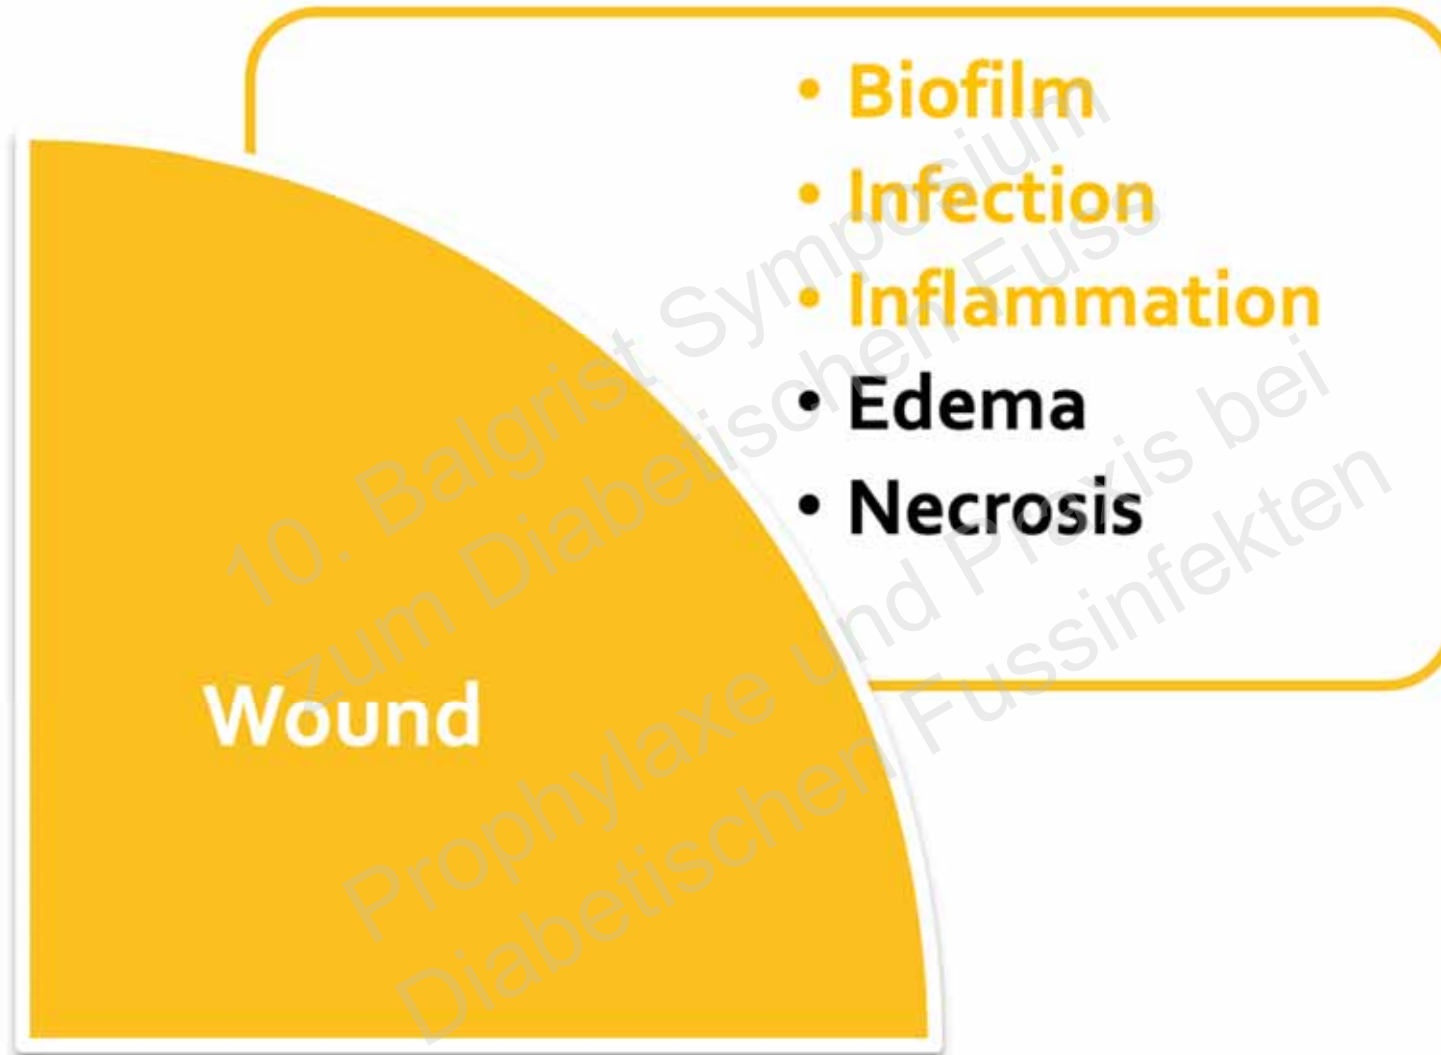 • Biofilm
• Infection
• Inflammation
• Edema
• Necrosis
Wound
10. Balgrist Symposium
zum Diabetischen Fuss
Prophylaxe und Praxis bei
Diabetischen Fussinfekten